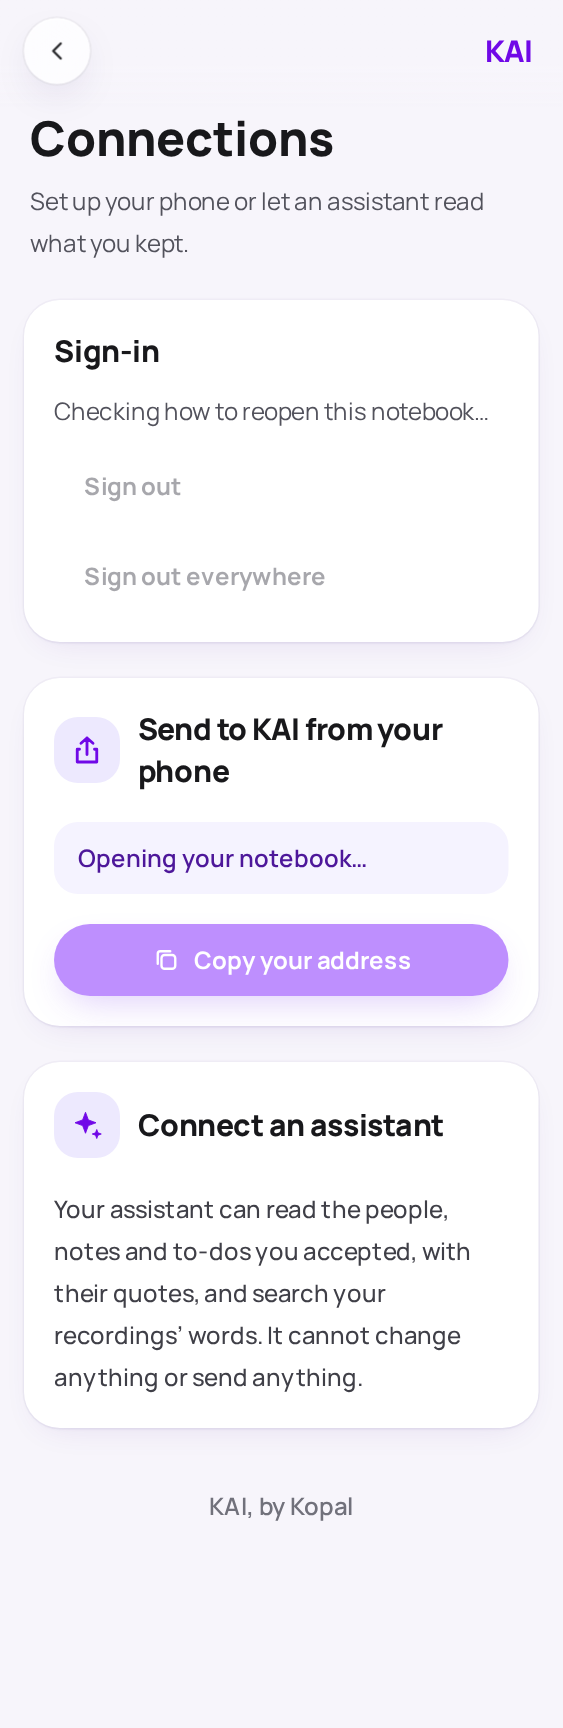 KAI
Connections
Set up your phone or let an assistant read
what you kept.
Sign-in
Checking how to reopen this notebook…
Sign out
Sign out everywhere
Send to KAI from your
phone
Opening your notebook…
Copy your address
Connect an assistant
Your assistant can read the people,
notes and to-dos you accepted, with
their quotes, and search your
recordings’ words. It cannot change
anything or send anything.
KAI, by Kopal